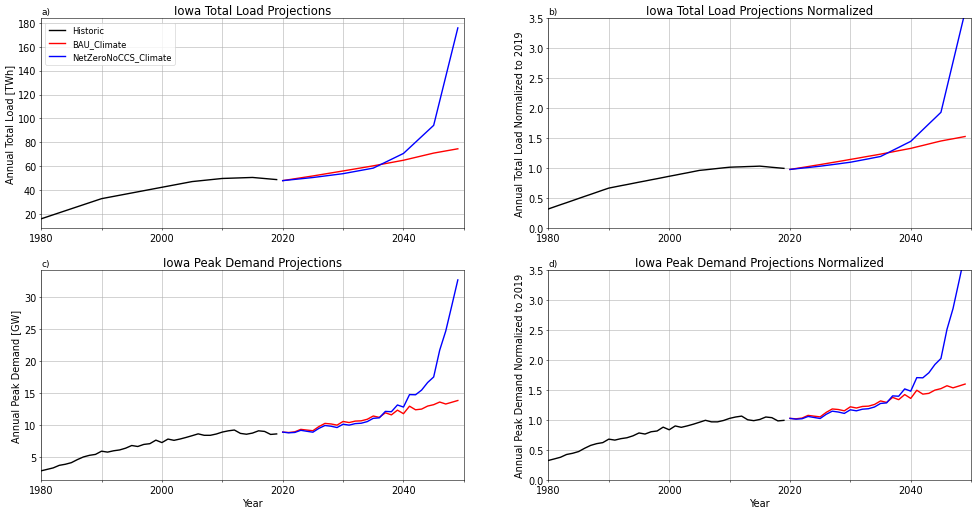 a)
Iowa Total Load Projections
Annual Total Load [TWh]
180
160
140
120
100
80
60
40
20
Historic
BAU_Climate
NetZeroNoCCS_Climate
1980
2000
2020
2040
b)
Iowa Total Load Projections Normalized
Annual Total Load Normalized to 2019
3.5
3.0
2.5
2.0
1.5
1.0
0.5
0.0
1980
2000
2020
2040
c)
Iowa Peak Demand Projections
Annual Peak Demand [GW]
30
25
20
15
10
5
1980
2000
2020
2040
Year
d)
Iowa Peak Demand Projections Normalized
Annual Peak Demand Normalized to 2019
3.5
3.0
2.5
2.0
1.5
1.0
0.5
0.0
1980
2000
2020
2040
Year